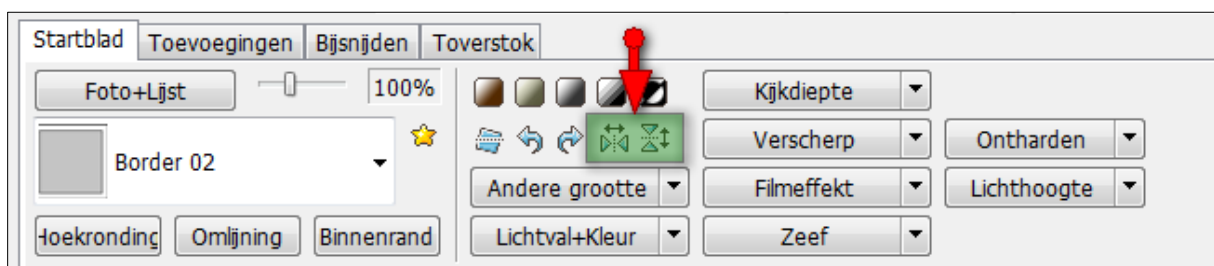 Startblad Toevoegingen Bijsnijden Toverstok
Foto+Lijst 100%
Border 02
Hoekronding Omlijning Binnenrand
Andere grootte
Lichtval+Kleur
Kijkdiepte
Verscherp Ontharden
Filmeffekt Lichthoogte
Zeef